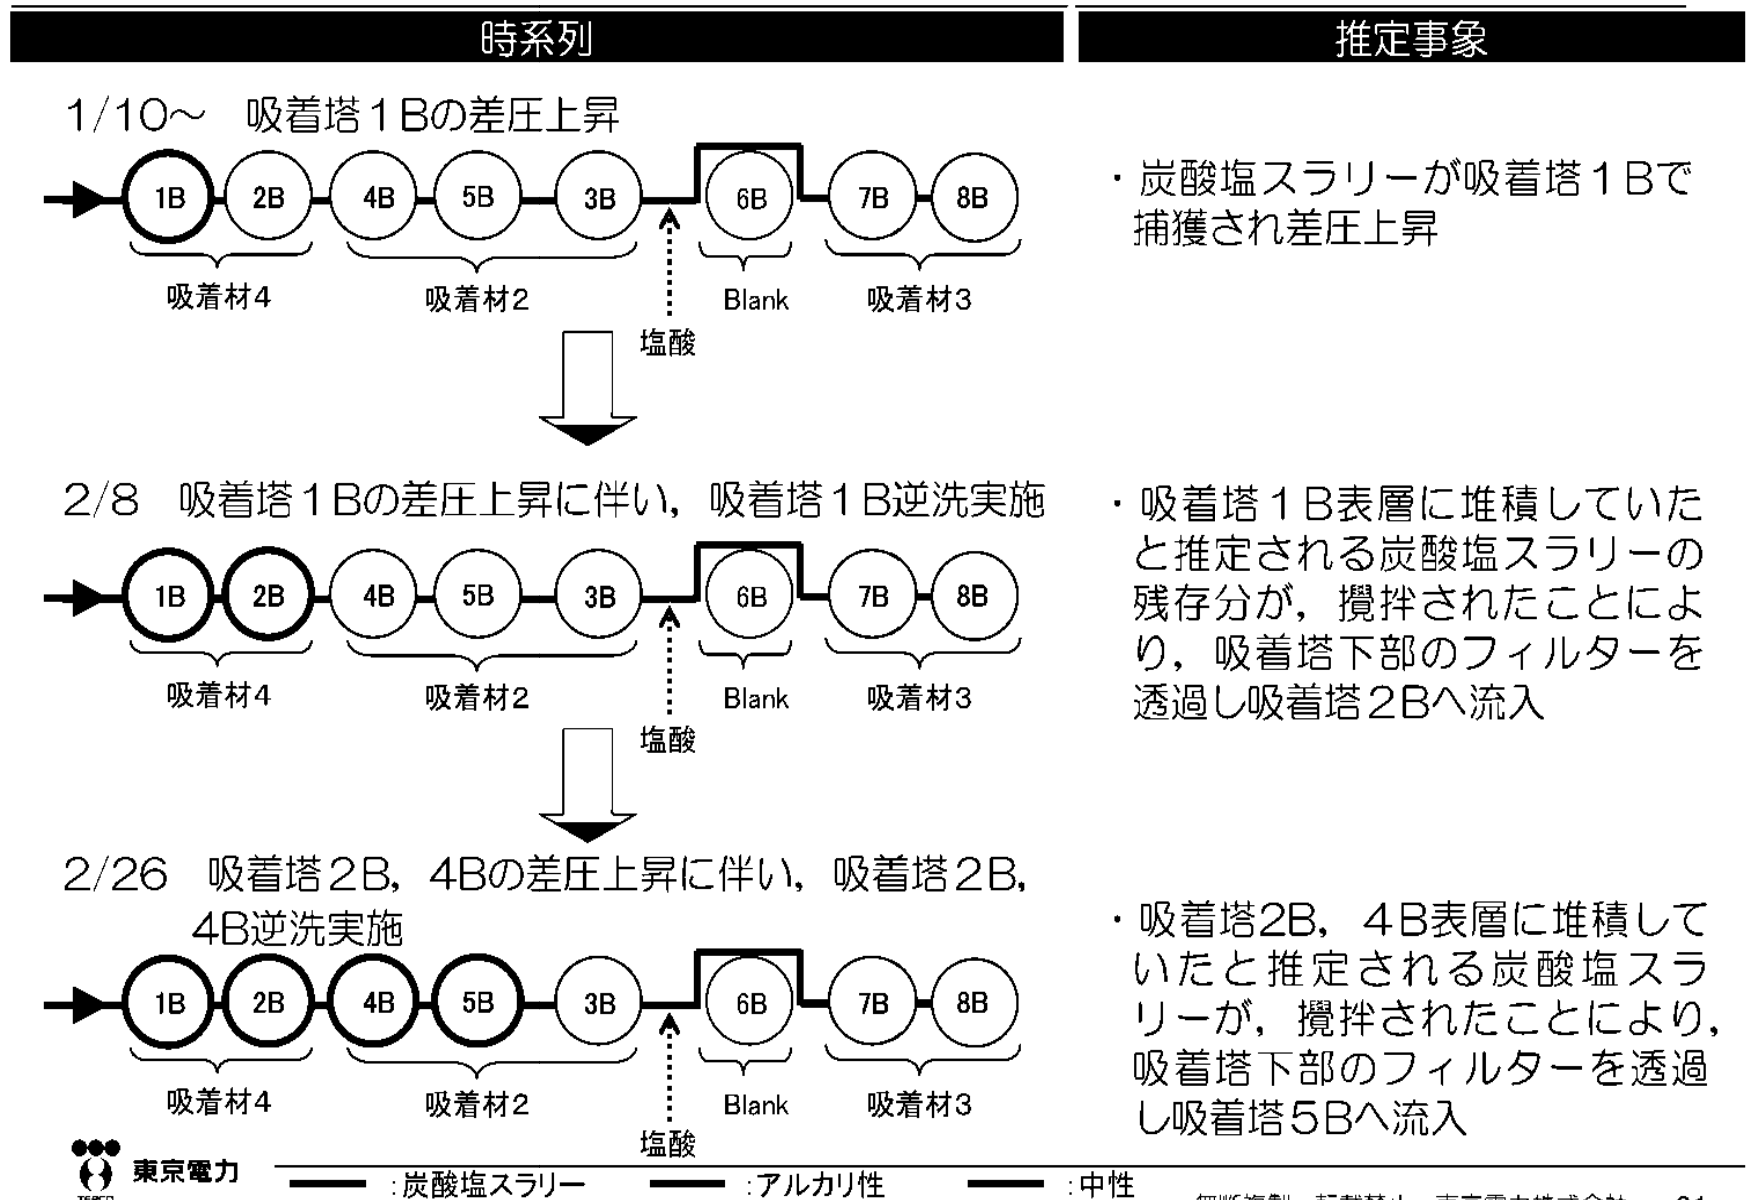 時系列
推定事象
1/10～ 吸着塔１Bの差圧上昇
1B 2B 4B 5B 3B 6B 7B 8B
吸着材4 吸着材2 Blank 吸着材3
塩酸
・炭酸塩スラリーが吸着塔１Bで
捕獲され差圧上昇
2/8 吸着塔１Bの差圧上昇に伴い，吸着塔１B逆洗実施
1B 2B 4B 5B 3B 6B 7B 8B
吸着材4 吸着材2 Blank 吸着材3
塩酸
・吸着塔１B表層に堆積していた
と推定される炭酸塩スラリーの
残存分が，攪拌されたことによ
り，吸着塔下部のフィルターを
透過し吸着塔２Bへ流入
2/26 吸着塔２B，４Bの差圧上昇に伴い，吸着塔２B，
４B逆洗実施
1B 2B 4B 5B 3B 6B 7B 8B
吸着材4 吸着材2 Blank 吸着材3
塩酸
・吸着塔2B，４B表層に堆積して
いたと推定される炭酸塩スラ
リーが，攪拌されたことにより，
吸着塔下部のフィルターを透過
し吸着塔５Bへ流入
東京電力
:炭酸塩スラリー :アルカリ性 :中性